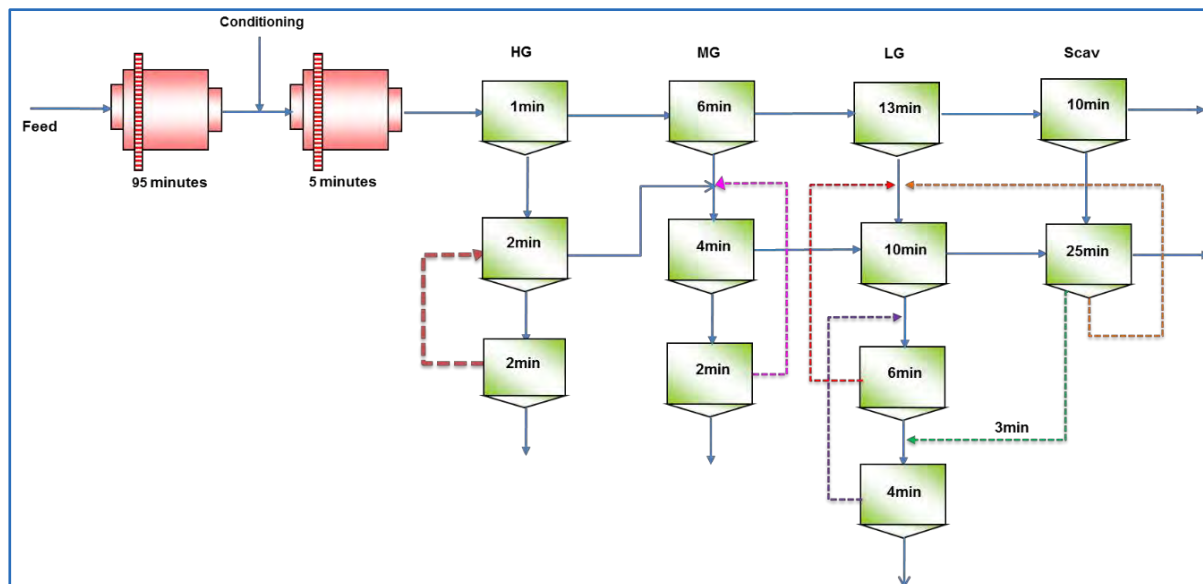 Conditioning
HG
MG
LG
Scav
1min
6min
13min
10min
Feed
95 minutes
5 minutes
2min
4min
10min
25min
2min
2min
6min
3min
4min